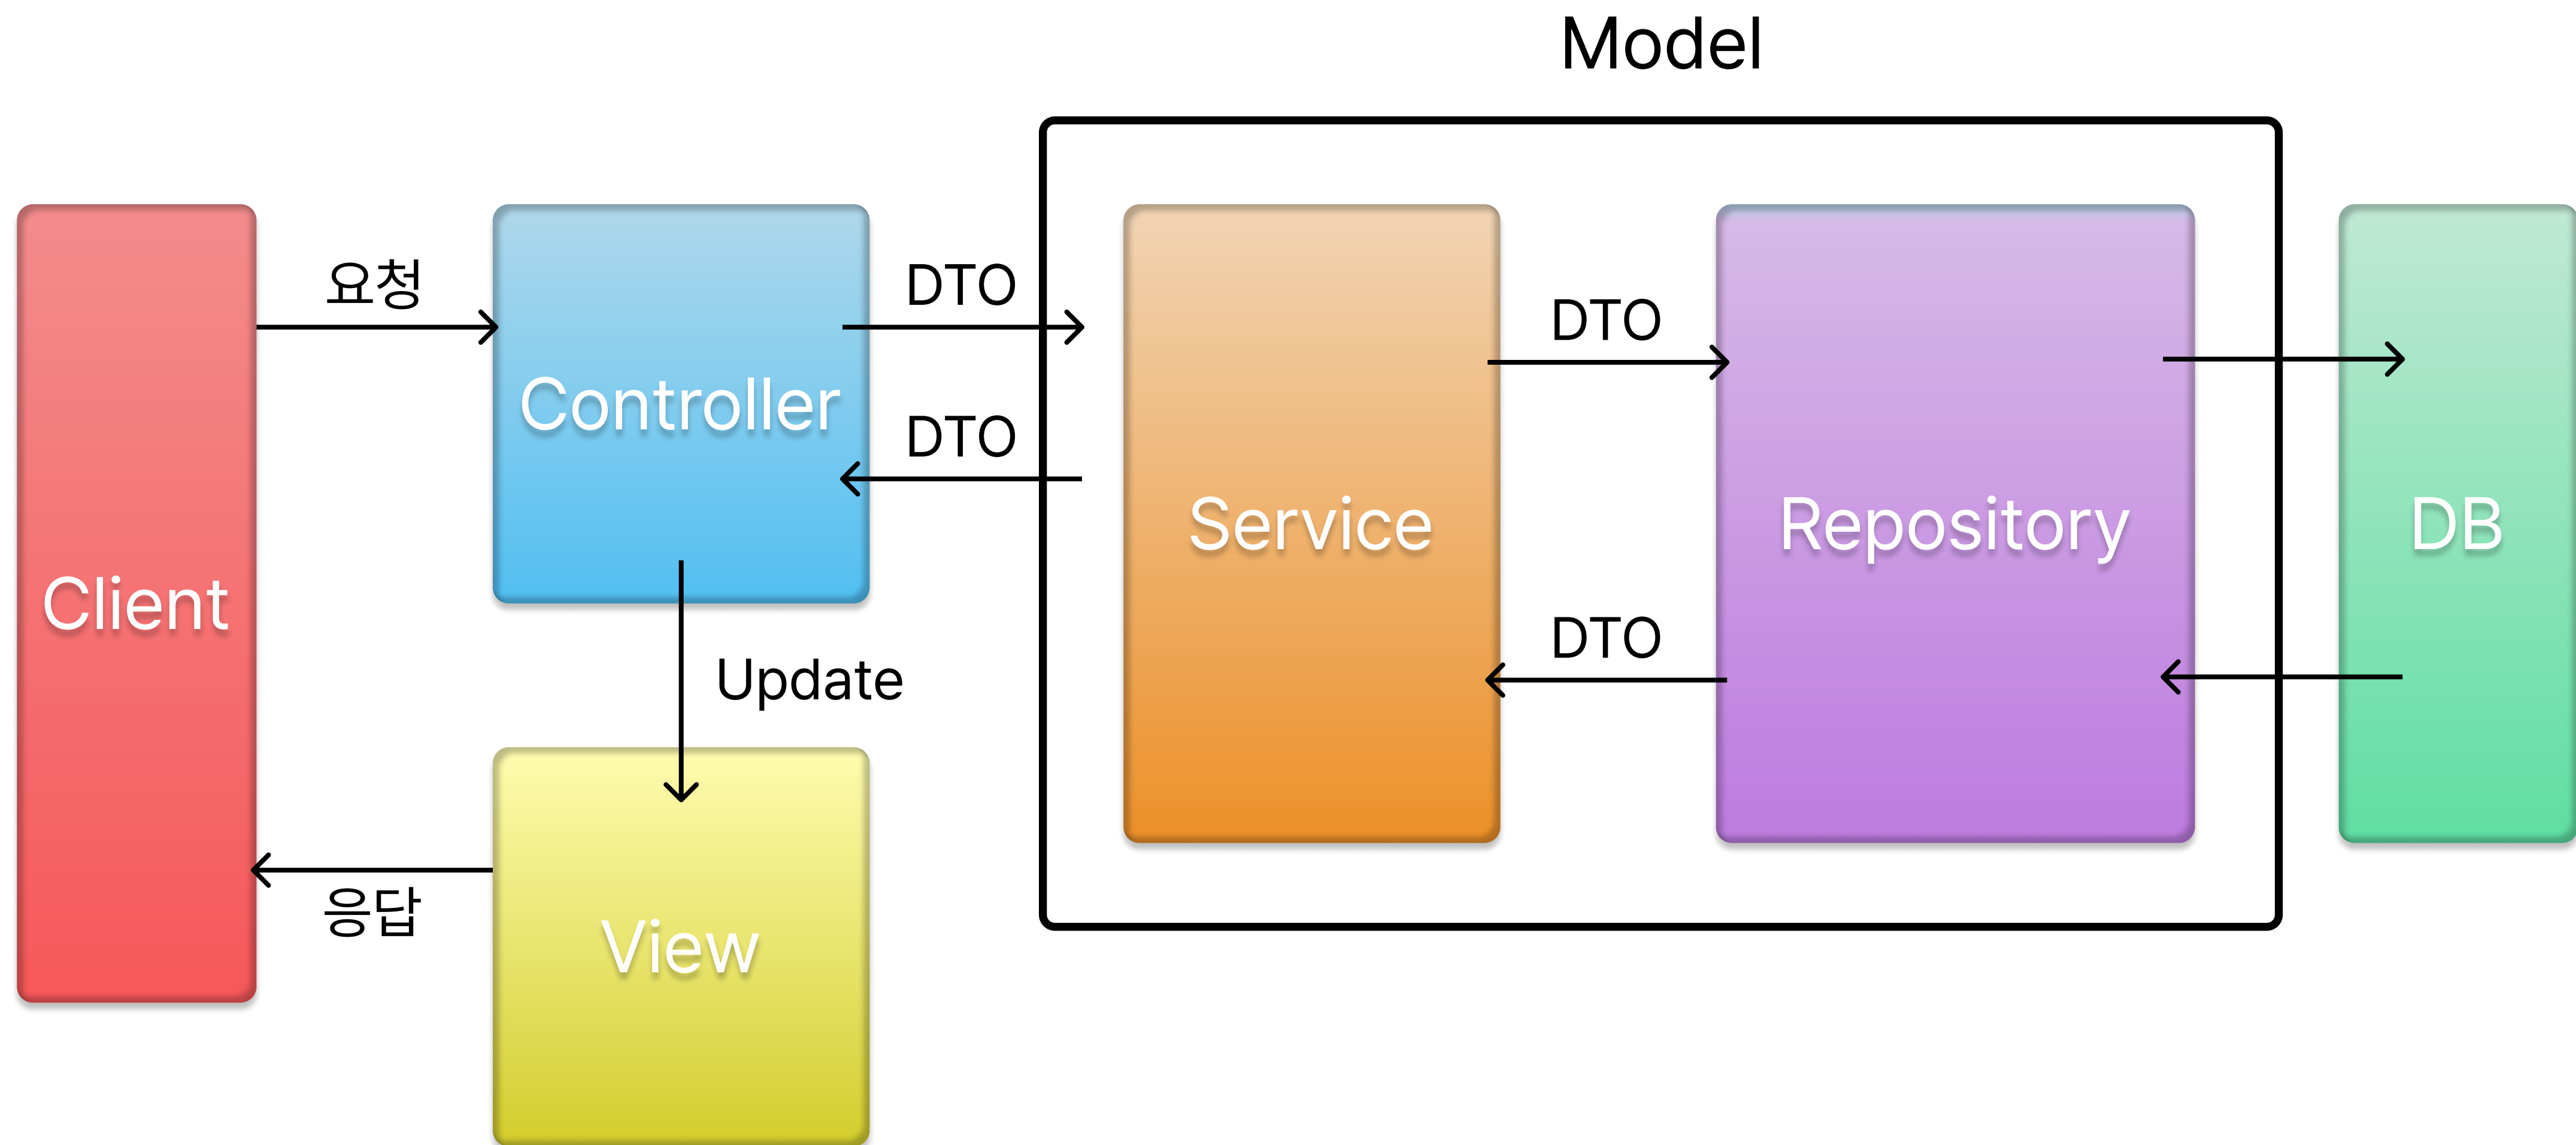 Model
요청
DTO
DTO
Controller
DTO
Client
Service
Repository
DB
DTO
Update
응답
View